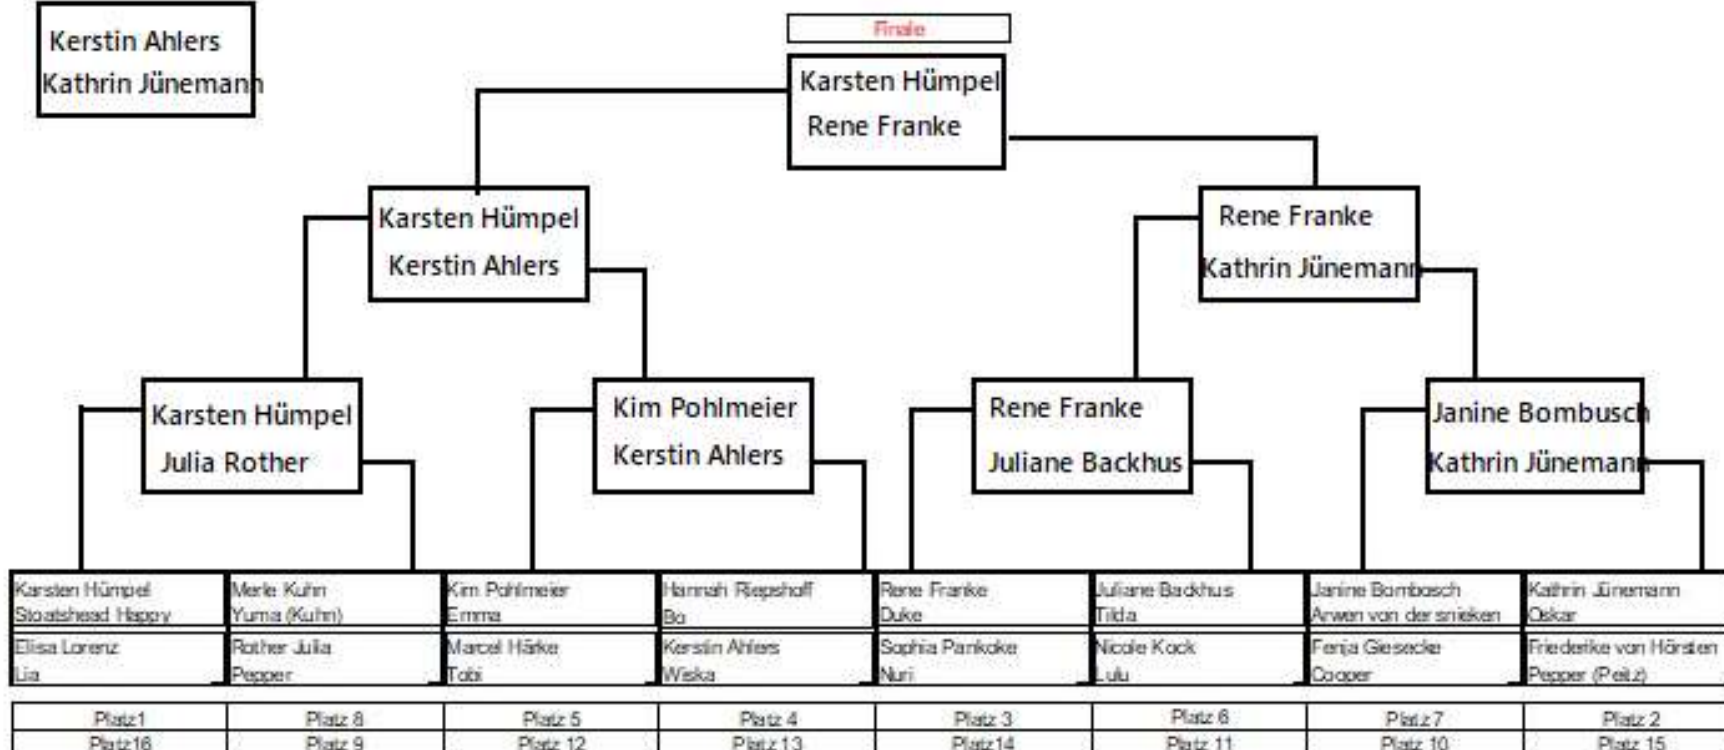 Kerstin Ahlers
Kathrin Jünemann
Finale
Karsten Hümpel
Rene Franke
Karsten Hümpel
Kerstin Ahlers
Rene Franke
Kathrin Jünemann
Karsten Hümpel
Julia Rother
Kim Pohlmeier
Kerstin Ahlers
Rene Franke
Juliane Backhus
Janine Bombusch
Kathrin Jünemann
Karsten Hümpel
Stoatshead Happy
Elisa Lorenz
Lia
Merle Kuhn
Yuma (Kuhn)
Rother Julia
Pepper
Kim Pohlmeier
Emma
Marcel Härke
Tobi
Hannah Riepshoff
Bo
Kerstin Ahlers
Wiska
Rene Franke
Duke
Sophia Pankoke
Nuri
Juliane Backhus
Tilda
Nicole Kock
Lulu
Janine Bombosch
Arwen von der snieken
Fenja Giesecke
Cooper
Kathrin Jünemann
Oskar
Friederike von Hörsten
Pepper (Peitz)
Platz1 Platz 8 Platz 5 Platz 4 Platz 3 Platz 6 Platz 7 Platz 2
Platz16 Platz 9 Platz 12 Platz 13 Platz14 Platz 11 Platz 10 Platz 15